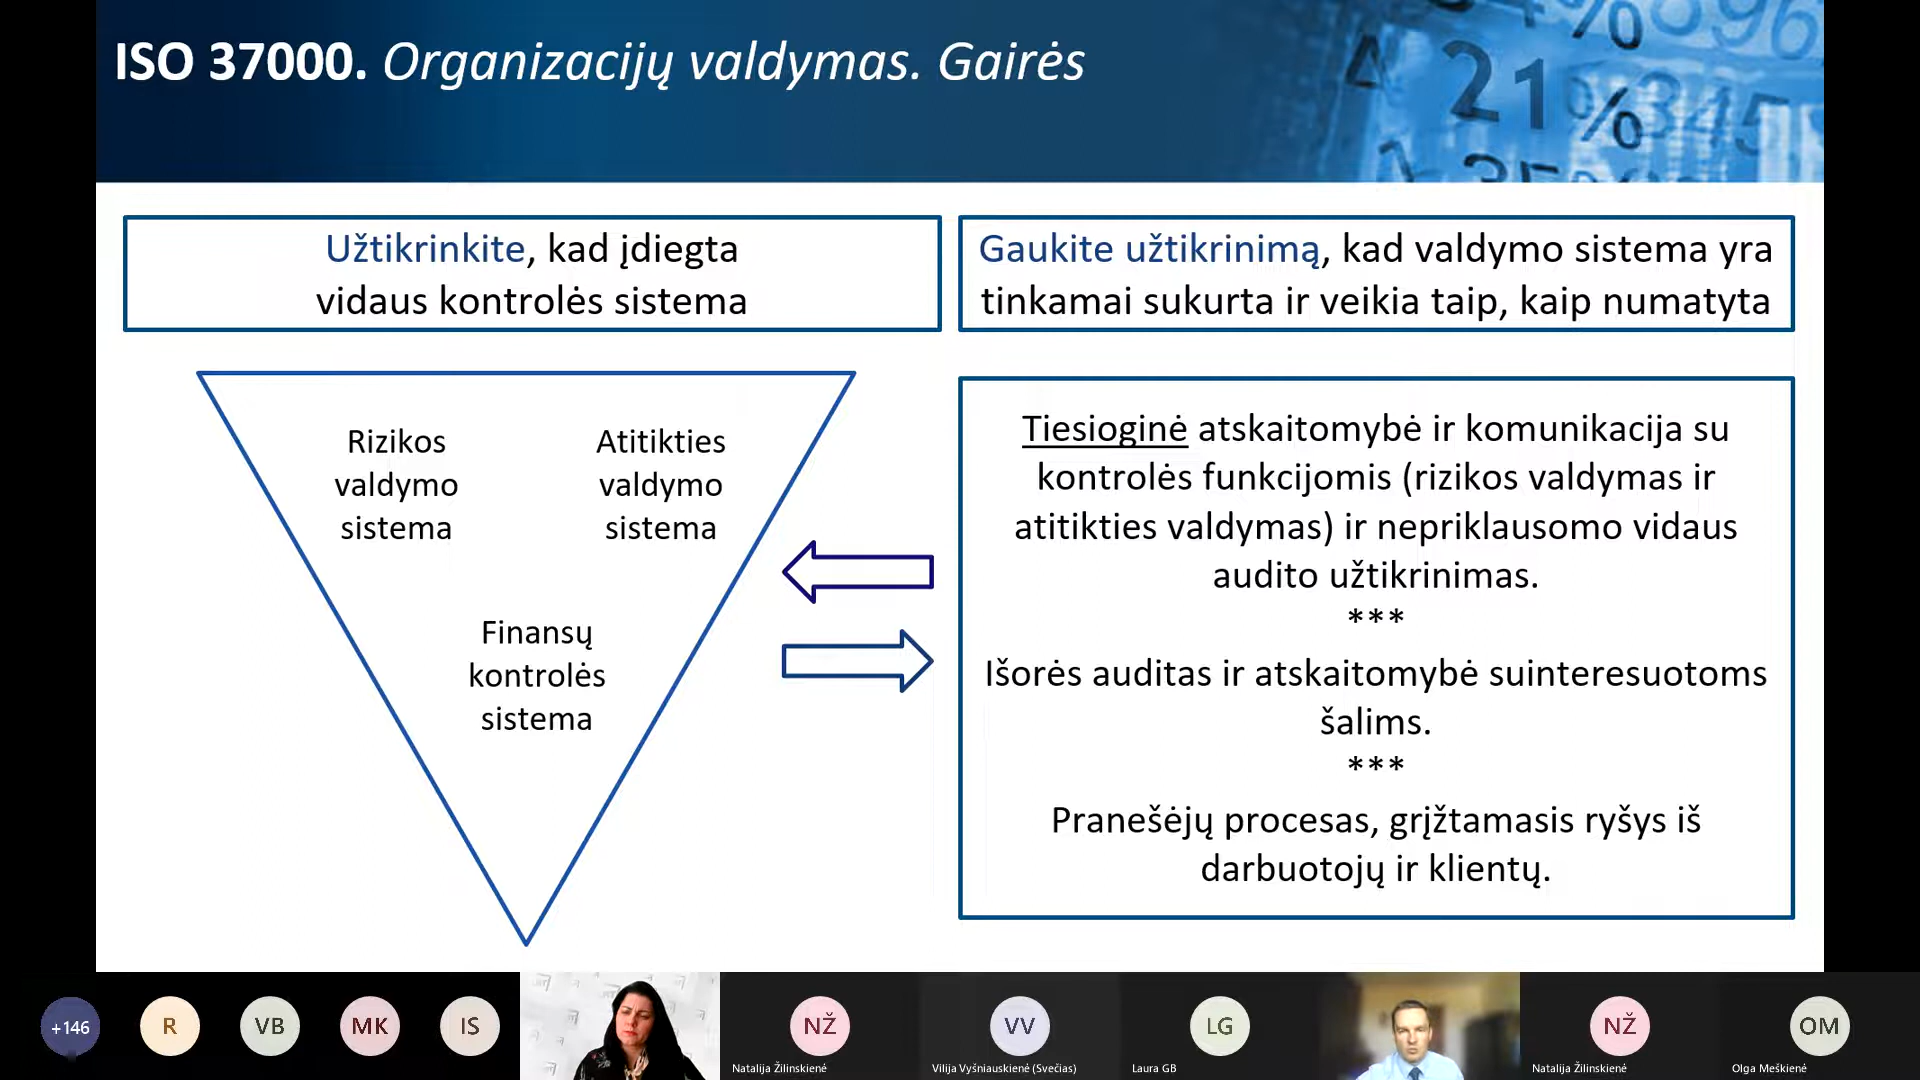 ISO 37000. Organizacijų valdymas. Gairės
21%
Užtikrinkite, kad įdiegta
vidaus kontrolės sistema
Gaukite užtikrinimą, kad valdymo sistema yra
tinkamai sukurta ir veikia taip, kaip numatyta
Rizikos
valdymo
sistema
Atitikties
valdymo
sistema
Finansų
kontrolės
sistema
Tiesioginė atskaitomybė ir komunikacija su
kontrolės funkcijomis (rizikos valdymas ir
atitikties valdymas) ir nepriklausomo vidaus
audito užtikrinimas.
***
Išorės auditas ir atskaitomybė suinteresuotoms
šalims.
***
Pranešėjų procesas, grįžtamasis ryšys iš
darbuotojų ir klientų.
+146
R
VB
MK
IS
NŽ
VV
LG
NŽ
OM
Natalija Žilinskienė
Vilija Vyšniauskienė (Svečias)
Laura GB
Natalija Žilinskienė
Olga Meškienė